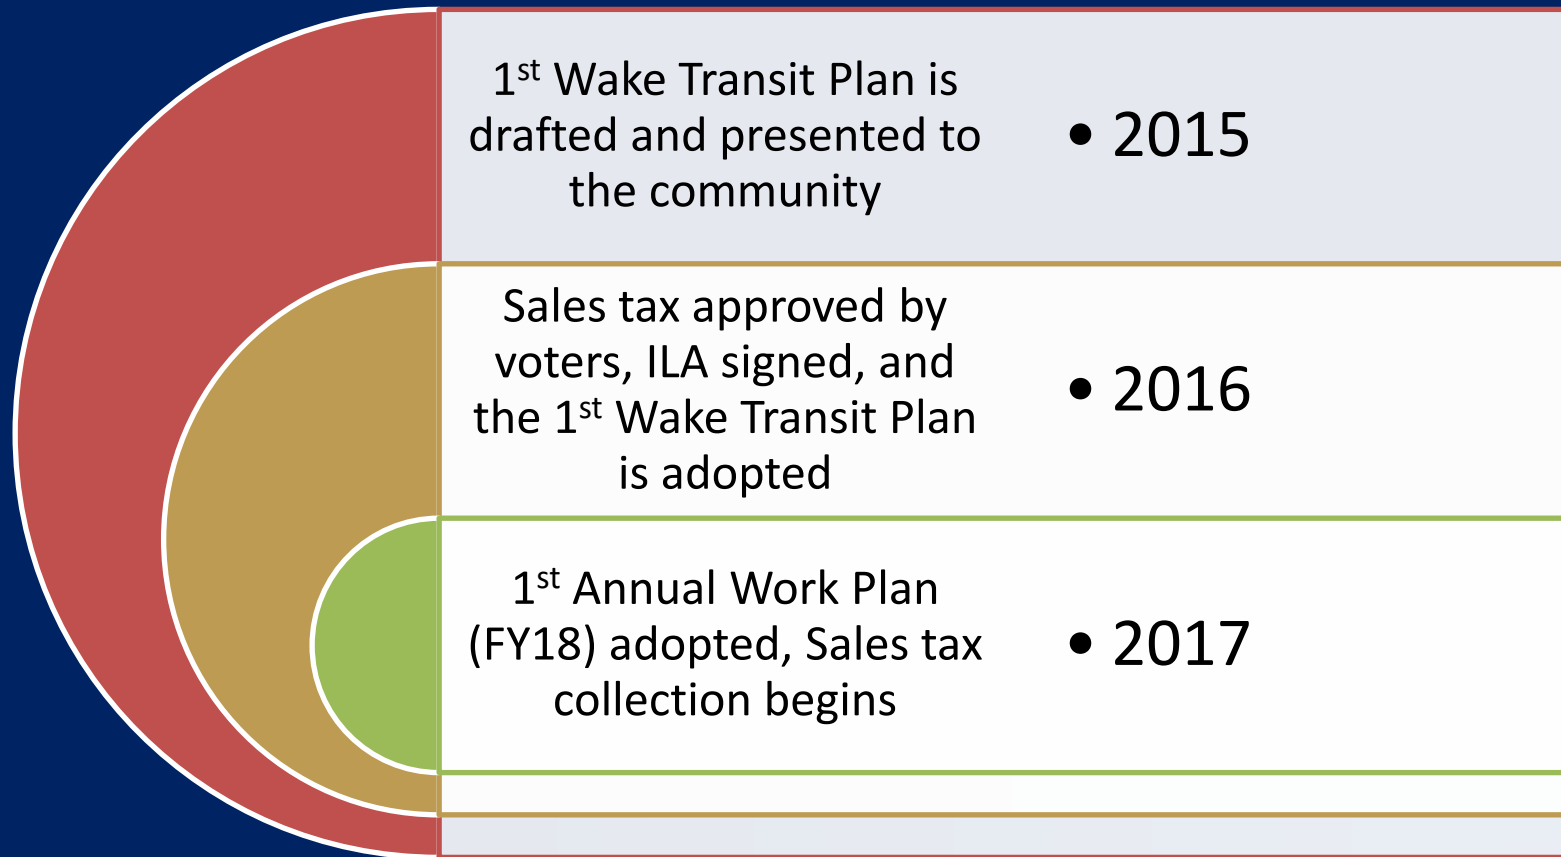 1st Wake Transit Plan is
drafted and presented to
the community
• 2015
Sales tax approved by
voters, ILA signed, and
the 1st Wake Transit Plan
is adopted
• 2016
1st Annual Work Plan
(FY18) adopted, Sales tax
collection begins
• 2017